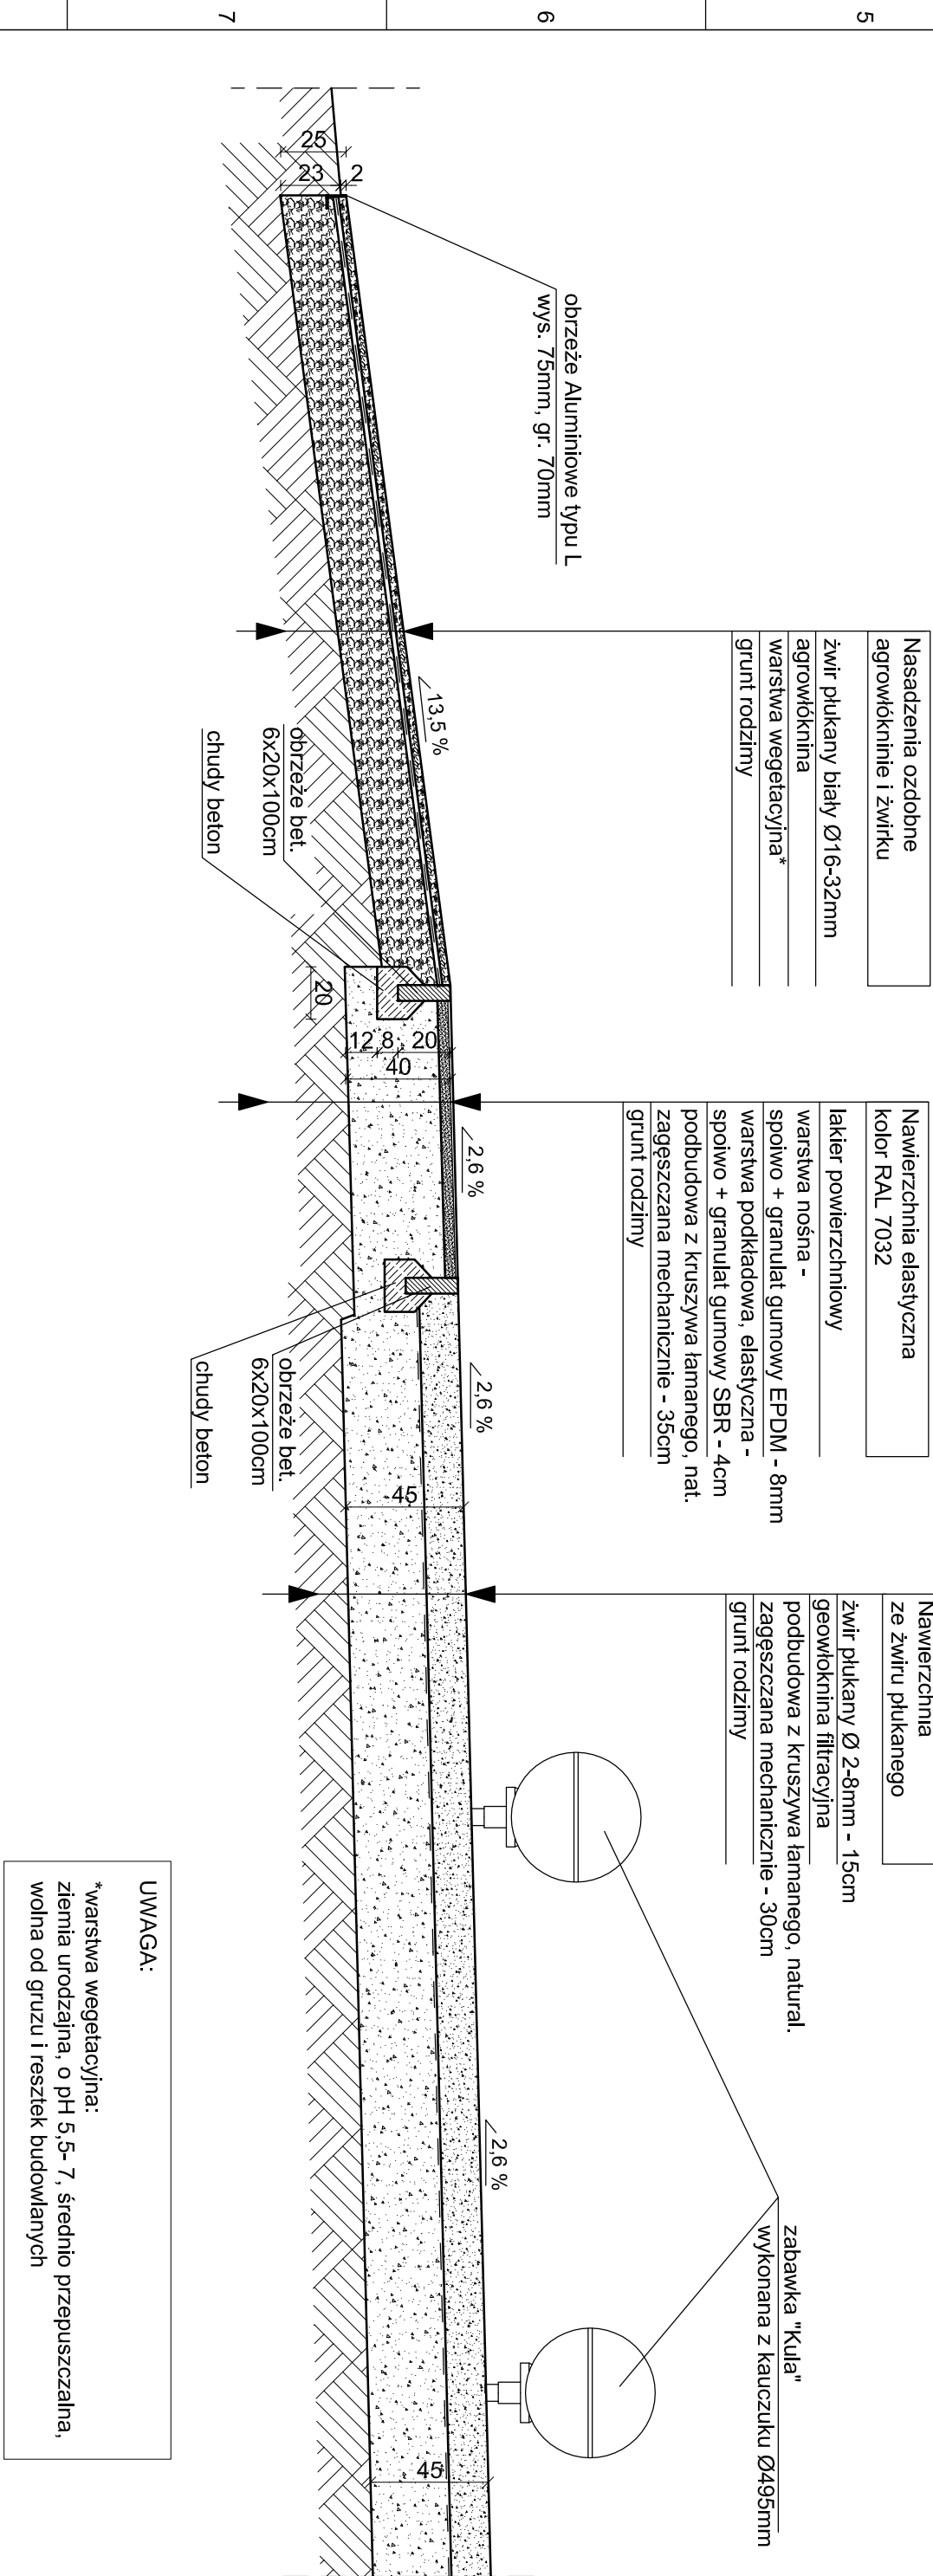 5
6
7
Nasadzenia ozdobne
agrowłókninie i żwirku
żwir płukany biały Ø16-32mm
agrowłóknina
warstwa wegetacyjna*
grunt rodzimy
Nawierzchnia elastyczna
kolor RAL 7032
lakier powierzchniowy
warstwa nośna -
spoiwo + granulat gumowy EPDM - 8mm
warstwa podkładowa, elastyczna -
spoiwo + granulat gumowy SBR - 4cm
podbudowa z kruszywa łamanego, nat.
zagęszczana mechanicznie - 35cm
grunt rodzimy
Nawierzchnia
ze żwiru płukanego
żwir płukany Ø 2-8mm - 15cm
geowłóknina filtracyjna
podbudowa z kruszywa łamanego, natural.
zagęszczana mechanicznie - 30cm
grunt rodzimy
zabawka "Kula"
wykonana z kauczuku Ø495mm
obrzeże Aluminiowe typu L
wys. 75mm, gr. 70mm
25
23
2
13,5 %
2,6 %
2,6 %
2,6 %
20
12
8
20
40
45
45
obrzeże bet.
6x20x100cm
chudy beton
obrzeże bet.
6x20x100cm
chudy beton
UWAGA:
*warstwa wegetacyjna:
ziemia urodzajna, o pH 5,5- 7, średnio przepuszczalna,
wolna od gruzu i resztek budowlanych